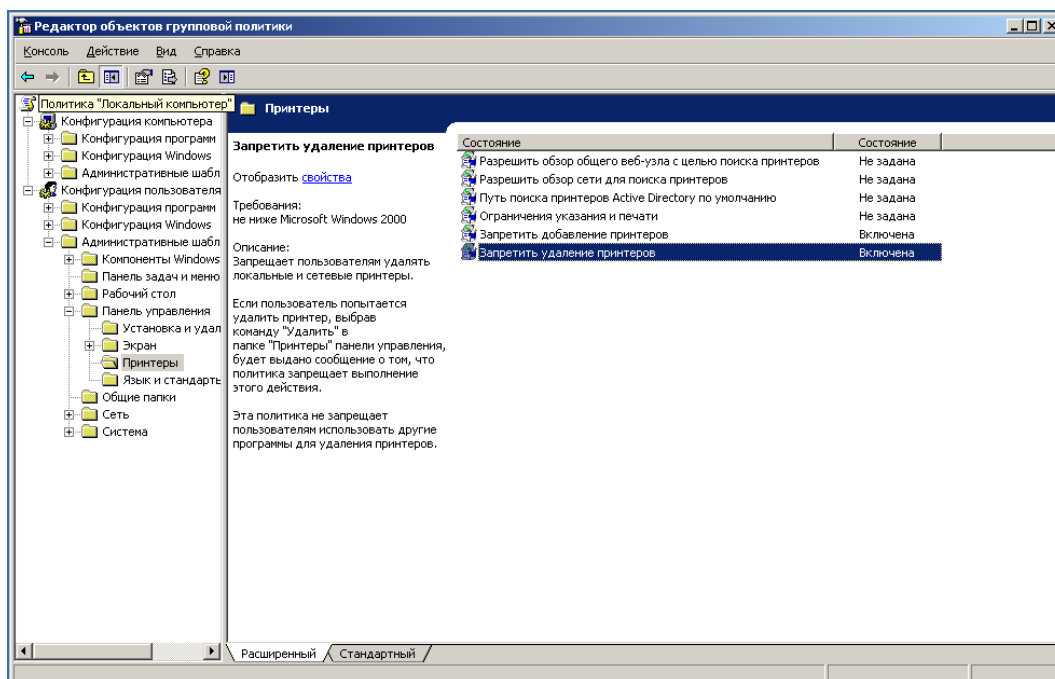 Редактор объектов групповой политики
Консоль Действие Вид Справка
Политика "Локальный компьютер"
Конфигурация компьютера
Конфигурация программ
Конфигурация Windows
Административные шабл
Конфигурация пользователя
Конфигурация программ
Конфигурация Windows
Административные шабл
Компоненты Windows
Панель задач и меню
Рабочий стол
Панель управления
Установка и удал
Экран
Принтеры
Язык и стандарть
Общие папки
Сеть
Система
Принтеры
Запретить удаление принтеров
Отобразить свойства
Требования:
не ниже Microsoft Windows 2000
Описание:
Запрещает пользователям удалять
локальные и сетевые принтеры.
Если пользователь попытается
удалить принтер, выбрав
команду "Удалить" в
папке "Принтеры" панели управления,
будет выдано сообщение о том, что
политика запрещает выполнение
этого действия.
Эта политика не запрещает
пользователям использовать другие
программы для удаления принтеров.
Состояние Состояние
Разрешить обзор общего веб-узла с целью поиска принтеров Не задана
Разрешить обзор сети для поиска принтеров Не задана
Путь поиска принтеров Active Directory по умолчанию Не задана
Ограничения указания и печати Не задана
Запретить добавление принтеров Включена
Запретить удаление принтеров Включена
Расширенный Стандартный